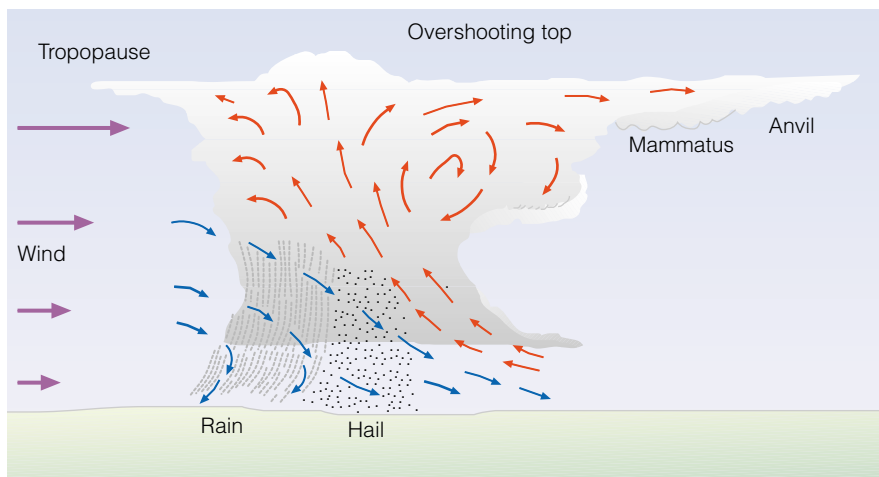 Overshooting top
Tropopause
Anvil
Mammatus
Wind
Rain
Hail